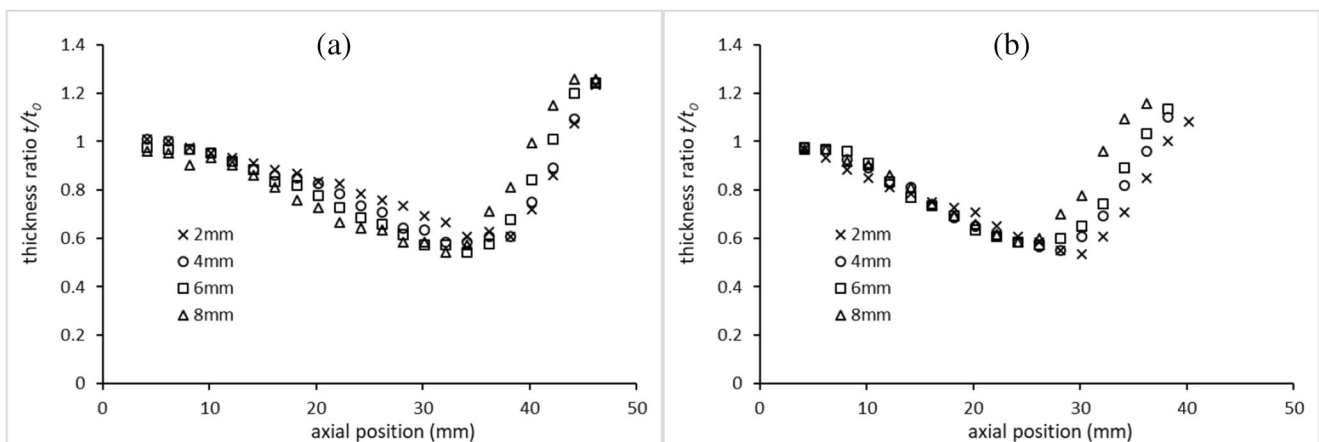 (a)
1.4
1.2
1
0.8
0.6
0.4
0.2
0
thickness ratio t/t₀
2mm
4mm
6mm
8mm
0 10 20 30 40 50
axial position (mm)
(b)
1.4
1.2
1
0.8
0.6
0.4
0.2
0
thickness ratio t/t₀
2mm
4mm
6mm
8mm
0 10 20 30 40 50
axial position (mm)